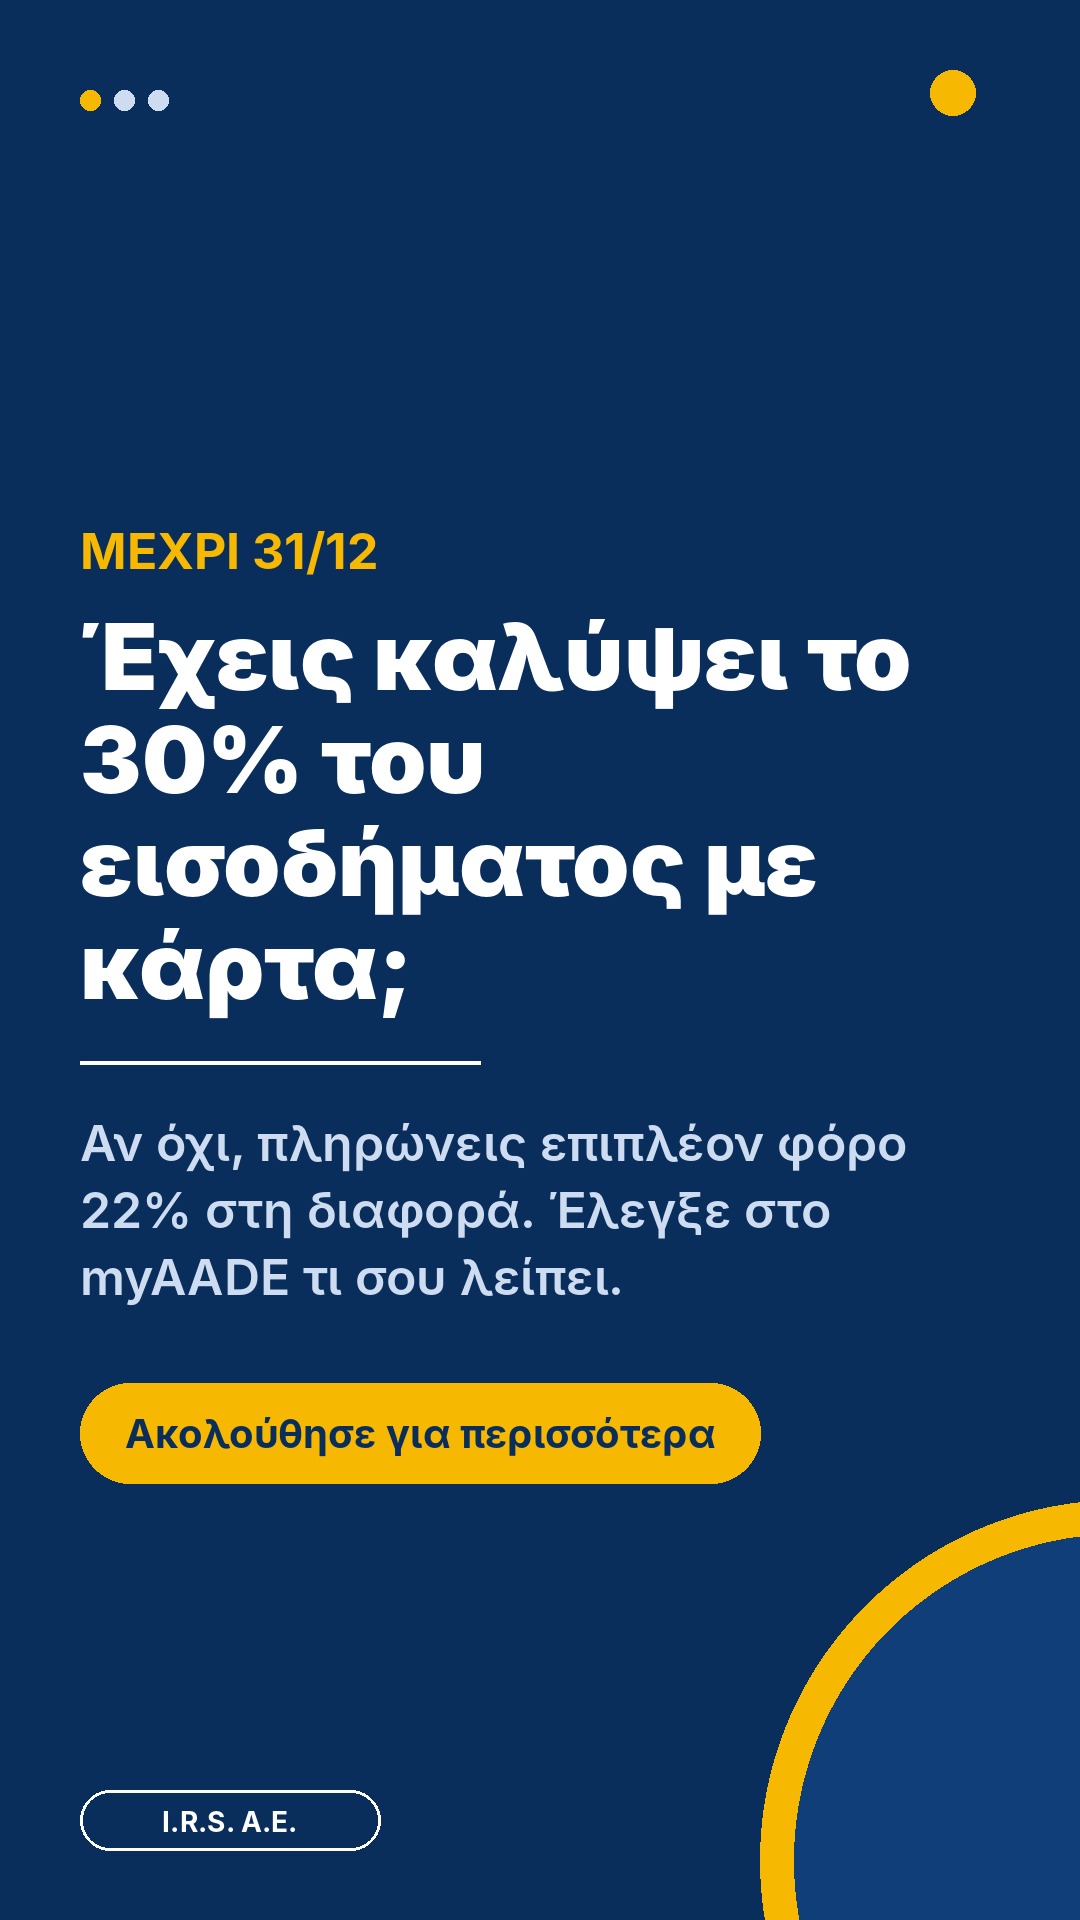 ΜΕΧΡΙ 31/12
Έχεις καλύψει το
30% του
εισοδήματος με
κάρτα;
Αν όχι, πληρώνεις επιπλέον φόρο
22% στη διαφορά. Έλεγξε στο
myAADE τι σου λείπει.
Ακολούθησε για περισσότερα
I.R.S. A.E.